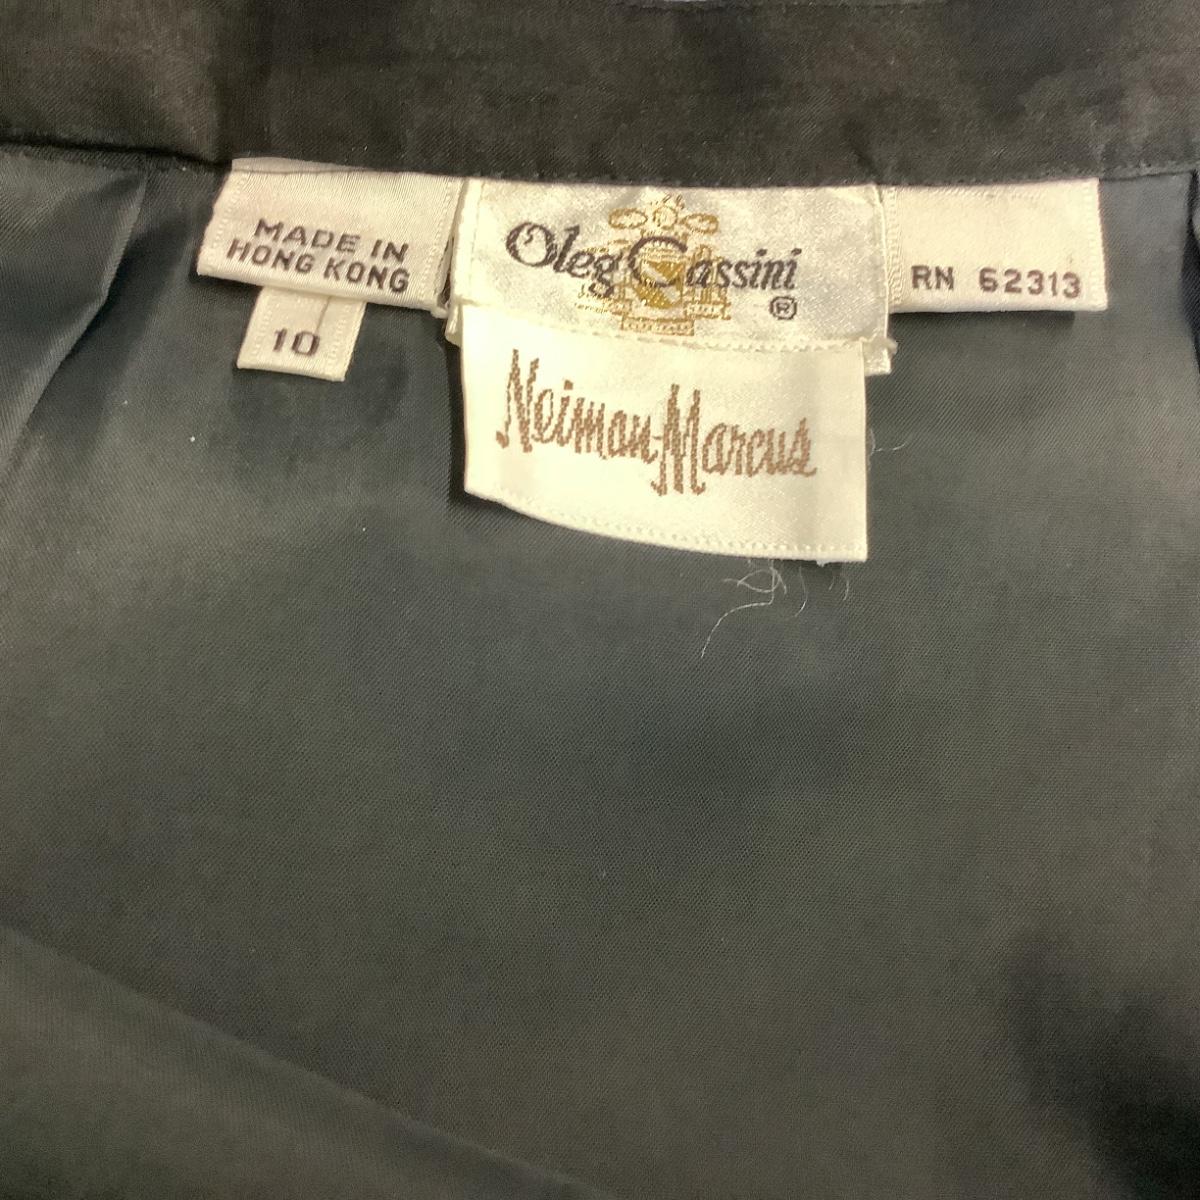 MADE IN
HONG KONG
10
Oleg Cassini
®
RN 62313
Neiman-Marcus